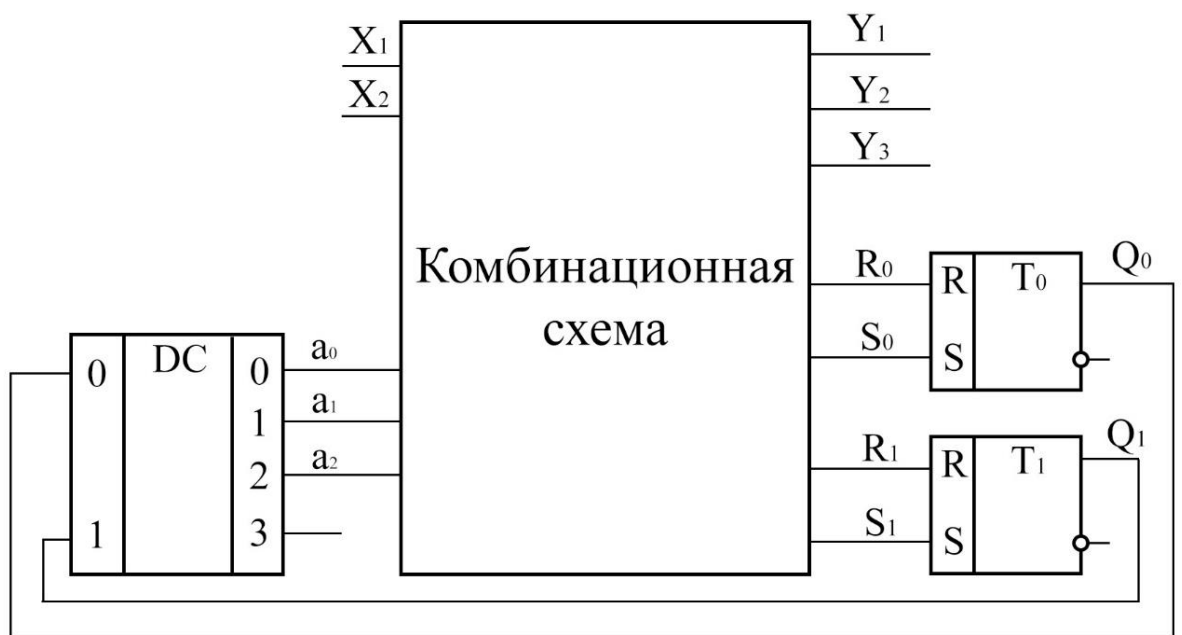 X1
X2
Y1
Y2
Y3
Комбинационная
схема
R0
S0
R T0
S
Q0
R1
S1
R T1
S
Q1
0 DC 0
1
2
1 3
a0
a1
a2